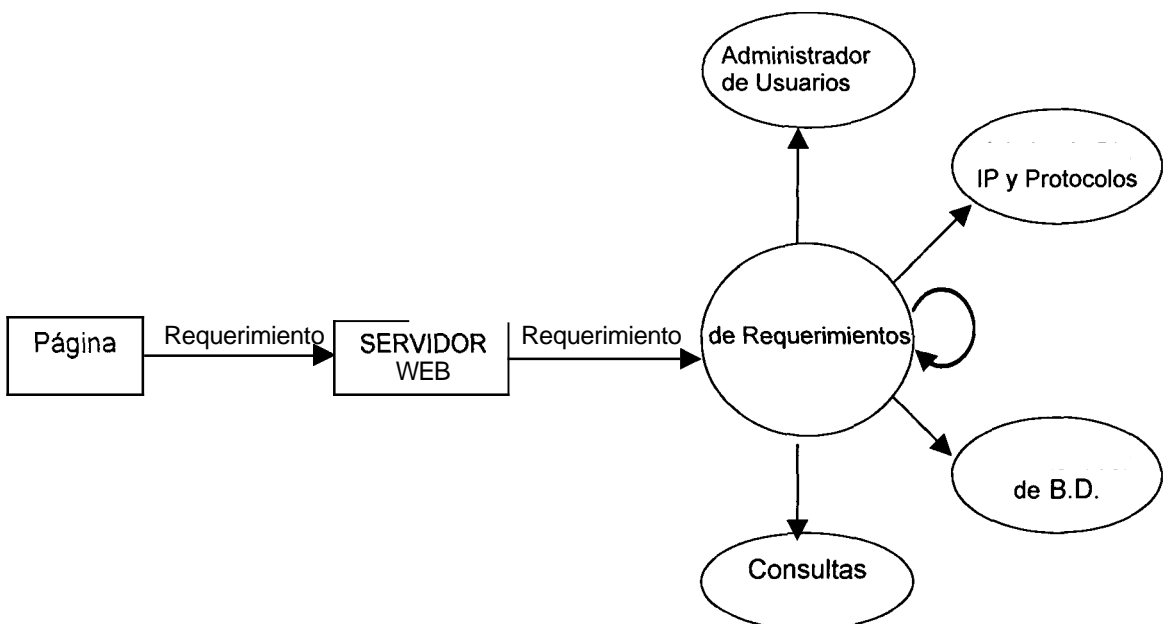 Administrador
de Usuarios
IP y Protocolos
Página
Requerimiento
SERVIDOR
WEB
Requerimiento
de Requerimientos
de B.D.
Consultas